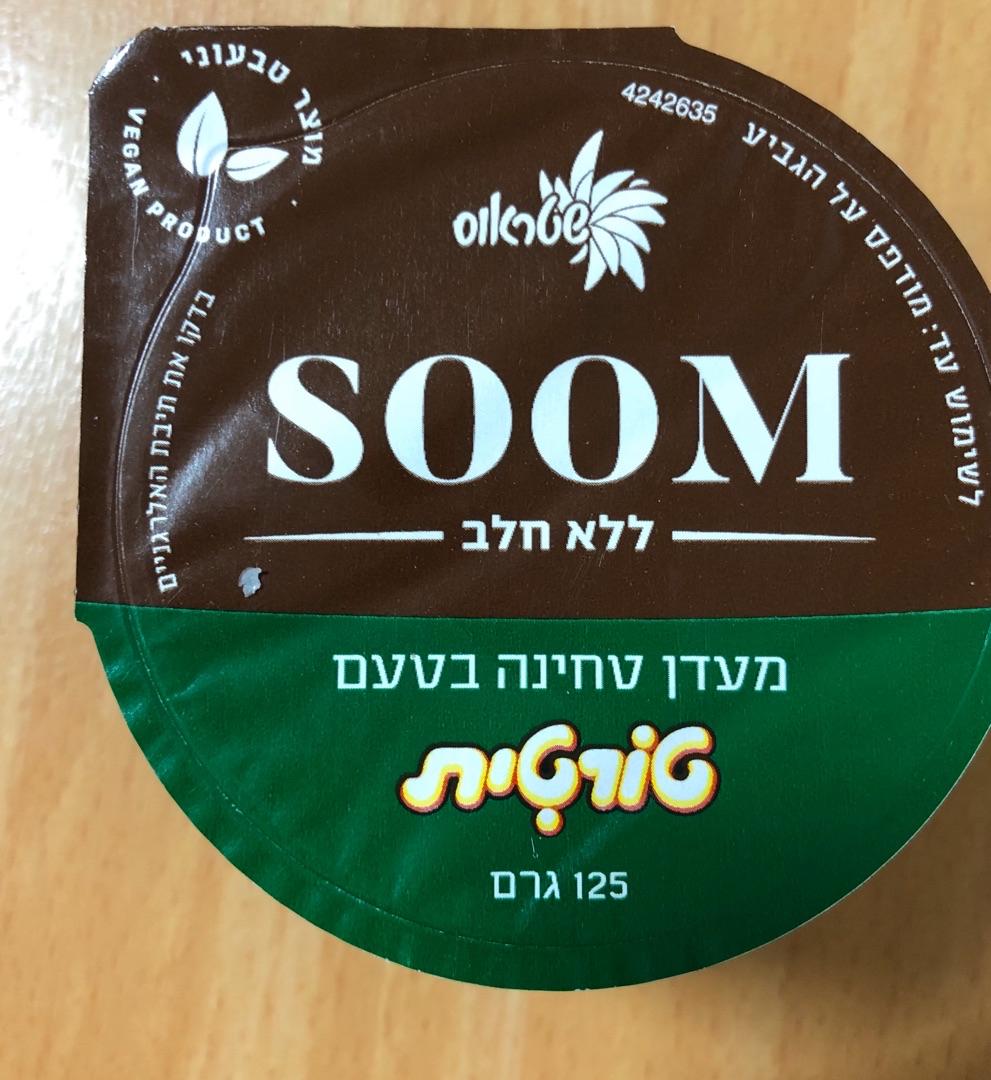 מוצר טבעוני
VEGAN PRODUCT
4242635
לשימוש עד: מודפס על הגביע
שטראוס
בדקו את תיבת האלרגניים
SOOM
ללא חלב
מעדן טחינה בטעם
טורטית
125 גרם